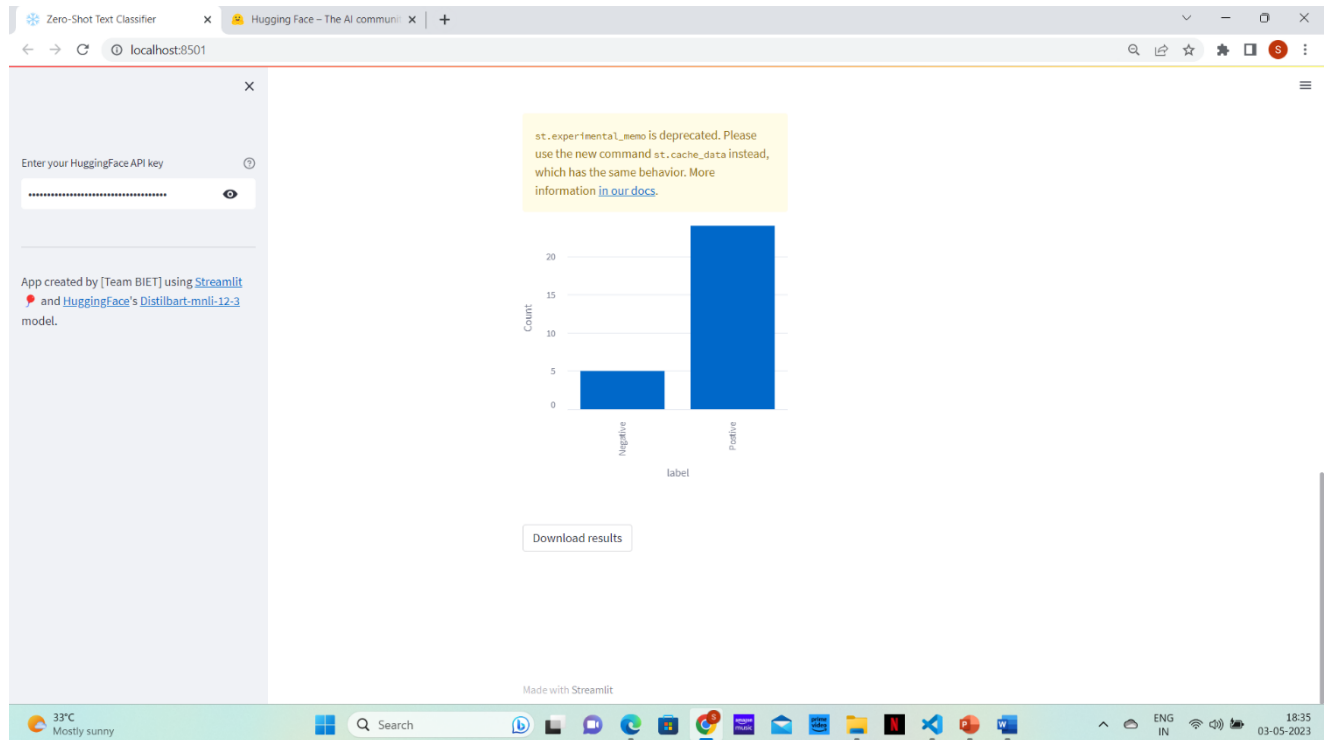 Zero-Shot Text Classifier
Hugging Face – The AI communi
localhost:8501
S
Enter your HuggingFace API key
App created by [Team BIET] using Streamlit
and HuggingFace's Distilbart-mnli-12-3
model.
st.experimental_memo is deprecated. Please
use the new command st.cache_data instead,
which has the same behavior. More
information in our docs.
20
15
10
5
0
Count
Negative
Postive
label
Download results
Made with Streamlit
33°C
Mostly sunny
Search
ENG
IN
18:35
03-05-2023